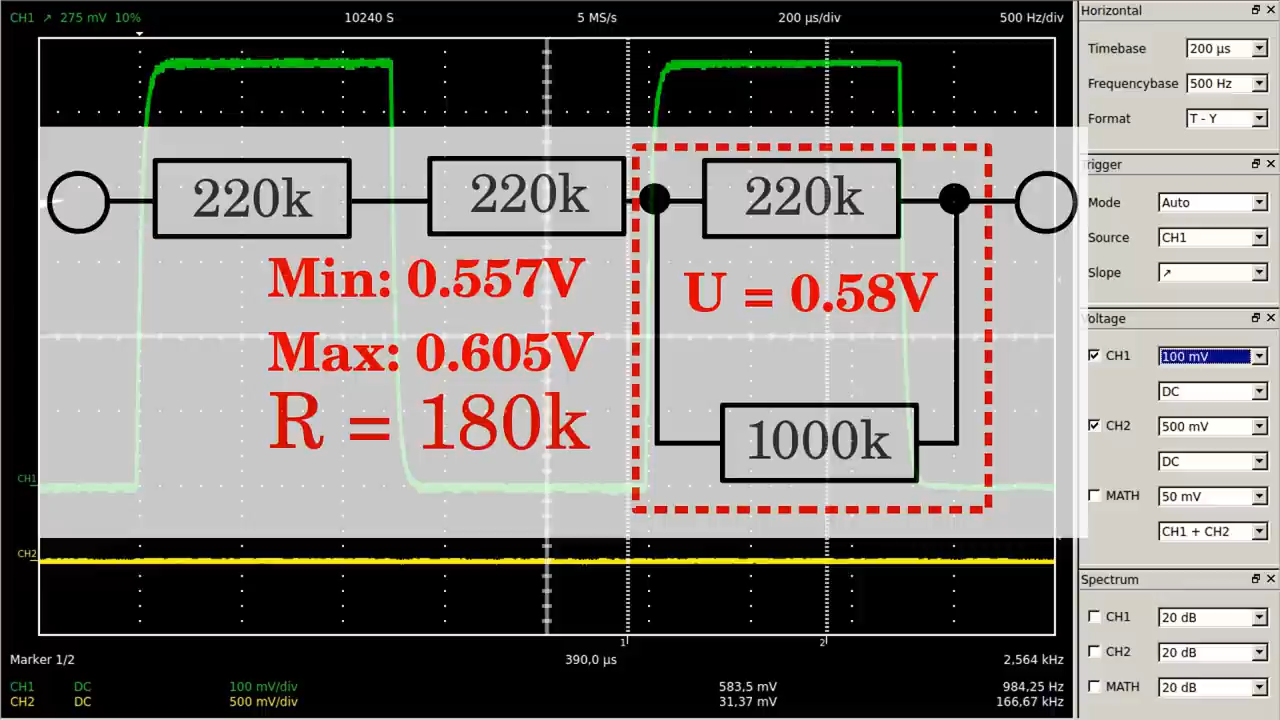 CH1 ↗ 275 mV 10% 10240 S 5 MS/s 200 µs/div 500 Hz/div
Horizontal
Timebase 200 µs
Frequencybase 500 Hz
Format T - Y
Trigger
Mode Auto
Source CH1
Slope ↗
Voltage
CH1 100 mV
DC
CH2 500 mV
DC
MATH 50 mV
CH1 + CH2
Spectrum
CH1 20 dB
CH2 20 dB
MATH 20 dB
220k 220k 220k
Min: 0.557V
U = 0.58V
Max: 0.605V
R = 180k
1000k
CH1
CH2
1 2
Marker 1/2 390,0 µs 2,564 kHz
CH1 DC 100 mV/div 583,5 mV 984,25 Hz
CH2 DC 500 mV/div 31,37 mV 166,67 kHz